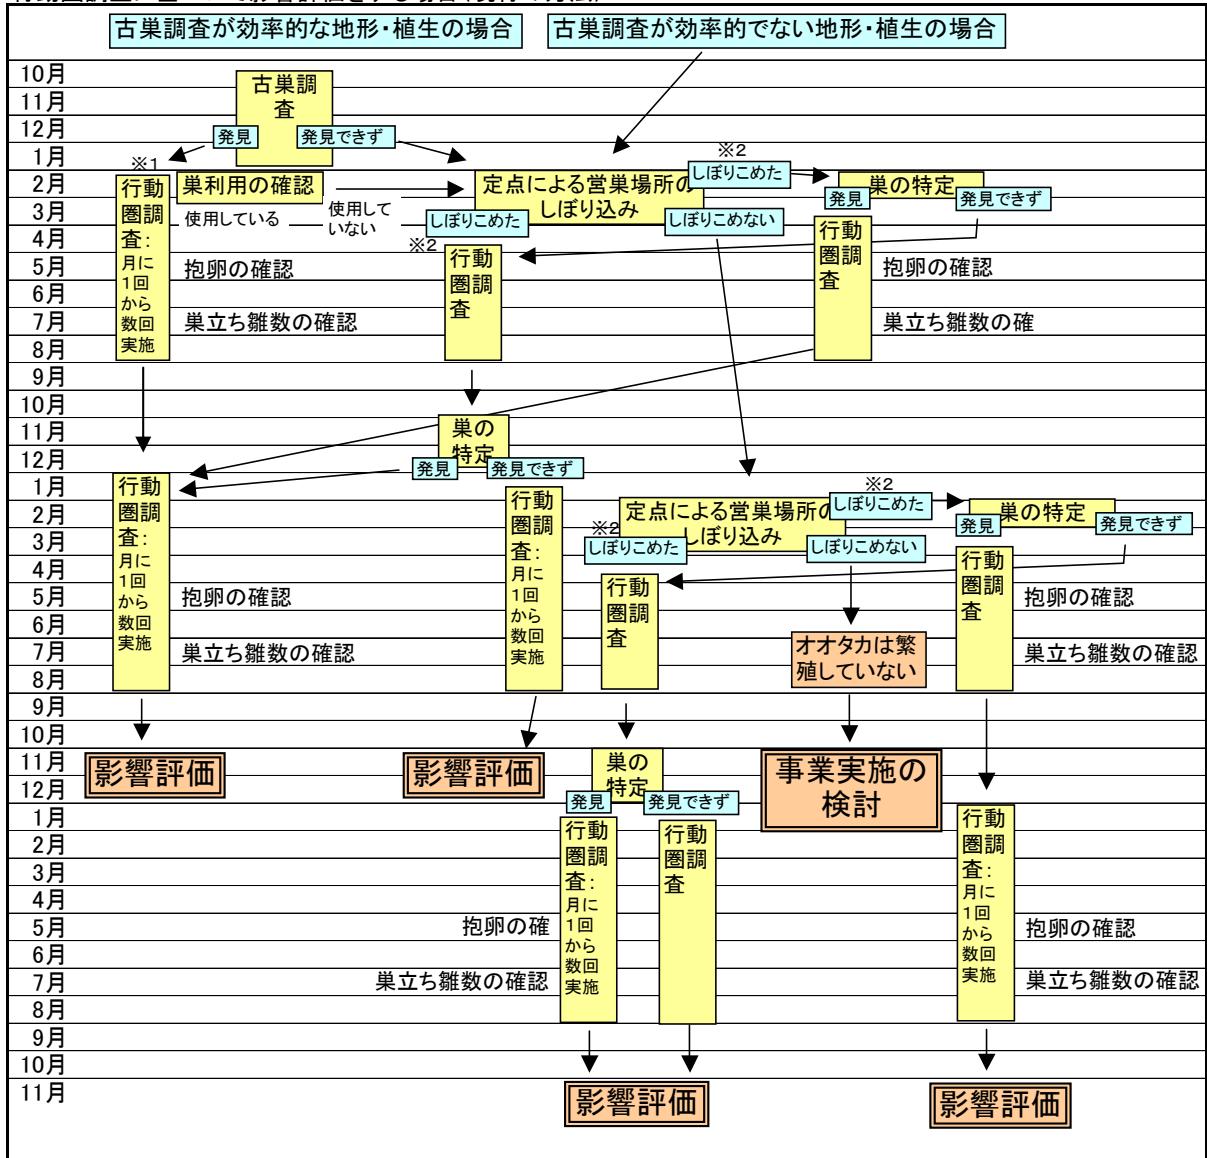 古巣調査が効率的な地形・植生の場合
古巣調査が効率的でない地形・植生の場合
10月
11月
12月
1月
2月
3月
4月
5月
6月
7月
8月
9月
10月
11月
12月
1月
2月
3月
4月
5月
6月
7月
8月
9月
10月
11月
12月
1月
2月
3月
4月
5月
6月
7月
8月
9月
10月
11月
古巣調
査
発見
発見できず
※1
行動
圏調
査:
月に
1回
から
数回
実施
巣利用の確認
使用している
使用して
いない
抱卵の確認
巣立ち雛数の確認
定点による営巣場所の
しぼり込み
しぼりこめた
しぼりこめない
※2
しぼりこめた
巣の特定
発見
発見できず
※2
行動
圏調
査
行動
圏調
査
抱卵の確認
巣立ち雛数の確
巣の
特定
発見
発見できず
行動
圏調
査:
月に
1回
から
数回
実施
抱卵の確認
巣立ち雛数の確認
行動
圏調
査:
月に
1回
から
数回
実施
定点による営巣場所の
しぼり込み
※2
しぼりこめた
しぼりこめない
※2
しぼりこめた
巣の特定
発見
発見できず
行動
圏調
査
オオタカは繁
殖していない
行動
圏調
査
抱卵の確認
巣立ち雛数の確認
影響評価
影響評価
巣の
特定
発見
発見できず
事業実施の
検討
行動
圏調
査:
月に
1回
から
数回
実施
抱卵の確
巣立ち雛数の確認
行動
圏調
査
行動
圏調
査:
月に
1回
から
数回
実施
抱卵の確認
巣立ち雛数の確認
影響評価
影響評価